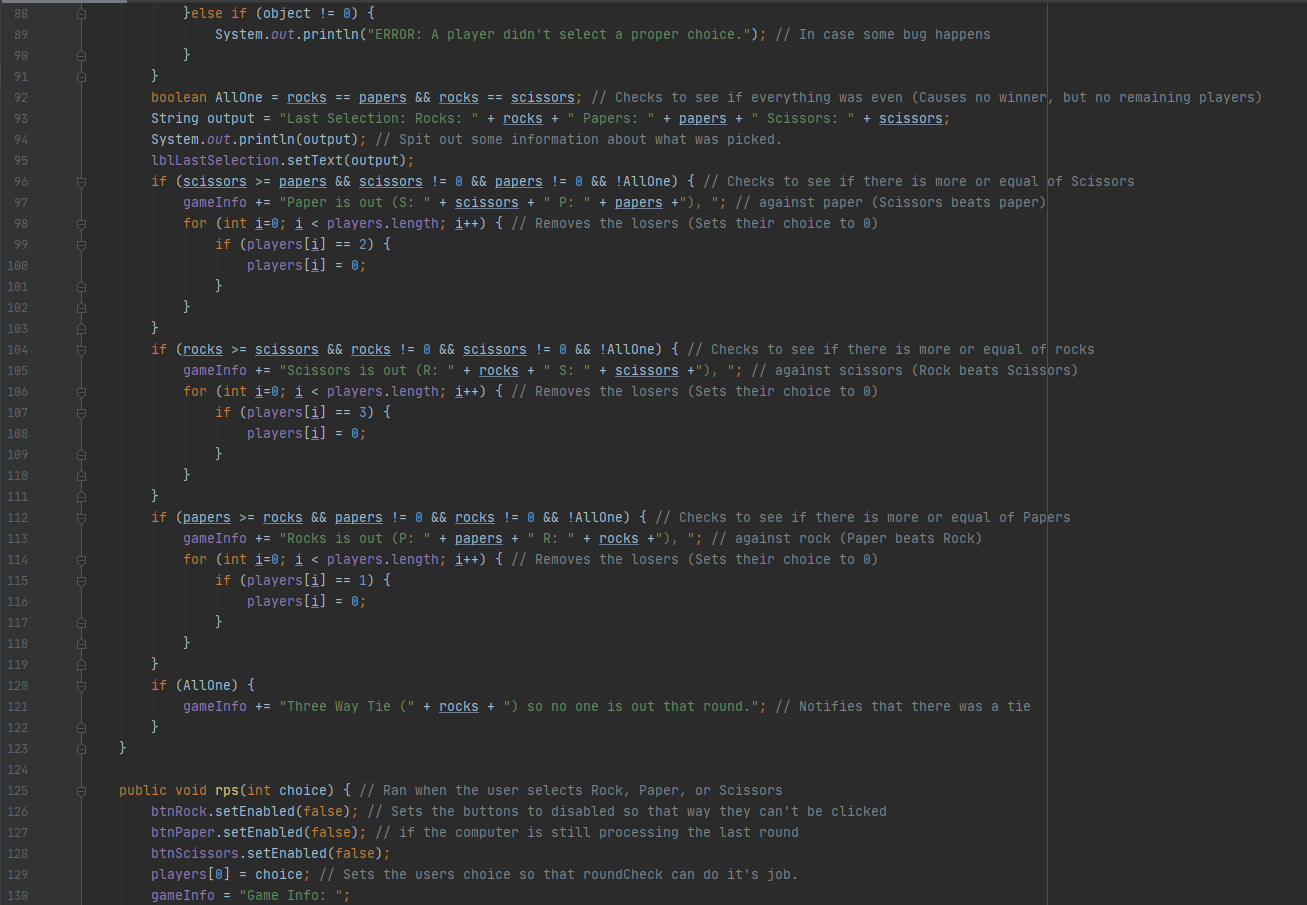 88 }else if (object != 0) {
89 System.out.println("ERROR: A player didn't select a proper choice."); // In case some bug happens
90 }
91 }
92 boolean AllOne = rocks == papers && rocks == scissors; // Checks to see if everything was even (Causes no winner, but no remaining players)
93 String output = "Last Selection: Rocks: " + rocks + " Papers: " + papers + " Scissors: " + scissors;
94 System.out.println(output); // Spit out some information about what was picked.
95 lblLastSelection.setText(output);
96 if (scissors >= papers && scissors != 0 && papers != 0 && !AllOne) { // Checks to see if there is more or equal of Scissors
97 gameInfo += "Paper is out (S: " + scissors + " P: " + papers +"), "; // against paper (Scissors beats paper)
98 for (int i=0; i < players.length; i++) { // Removes the losers (Sets their choice to 0)
99 if (players[i] == 2) {
100 players[i] = 0;
101 }
102 }
103 }
104 if (rocks >= scissors && rocks != 0 && scissors != 0 && !AllOne) { // Checks to see if there is more or equal of rocks
105 gameInfo += "Scissors is out (R: " + rocks + " S: " + scissors +"), "; // against scissors (Rock beats Scissors)
106 for (int i=0; i < players.length; i++) { // Removes the losers (Sets their choice to 0)
107 if (players[i] == 3) {
108 players[i] = 0;
109 }
110 }
111 }
112 if (papers >= rocks && papers != 0 && rocks != 0 && !AllOne) { // Checks to see if there is more or equal of Papers
113 gameInfo += "Rocks is out (P: " + papers + " R: " + rocks +"), "; // against rock (Paper beats Rock)
114 for (int i=0; i < players.length; i++) { // Removes the losers (Sets their choice to 0)
115 if (players[i] == 1) {
116 players[i] = 0;
117 }
118 }
119 }
120 if (AllOne) {
121 gameInfo += "Three Way Tie (" + rocks + ") so no one is out that round."; // Notifies that there was a tie
122 }
123 }
124
125 public void rps(int choice) { // Ran when the user selects Rock, Paper, or Scissors
126 btnRock.setEnabled(false); // Sets the buttons to disabled so that way they can't be clicked
127 btnPaper.setEnabled(false); // if the computer is still processing the last round
128 btnScissors.setEnabled(false);
129 players[0] = choice; // Sets the users choice so that roundCheck can do it's job.
130 gameInfo = "Game Info: ";